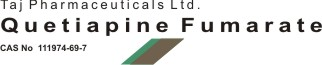 Taj Pharmaceuticals Ltd.
Quetiapine Fumarate
CAS No 111974-69-7